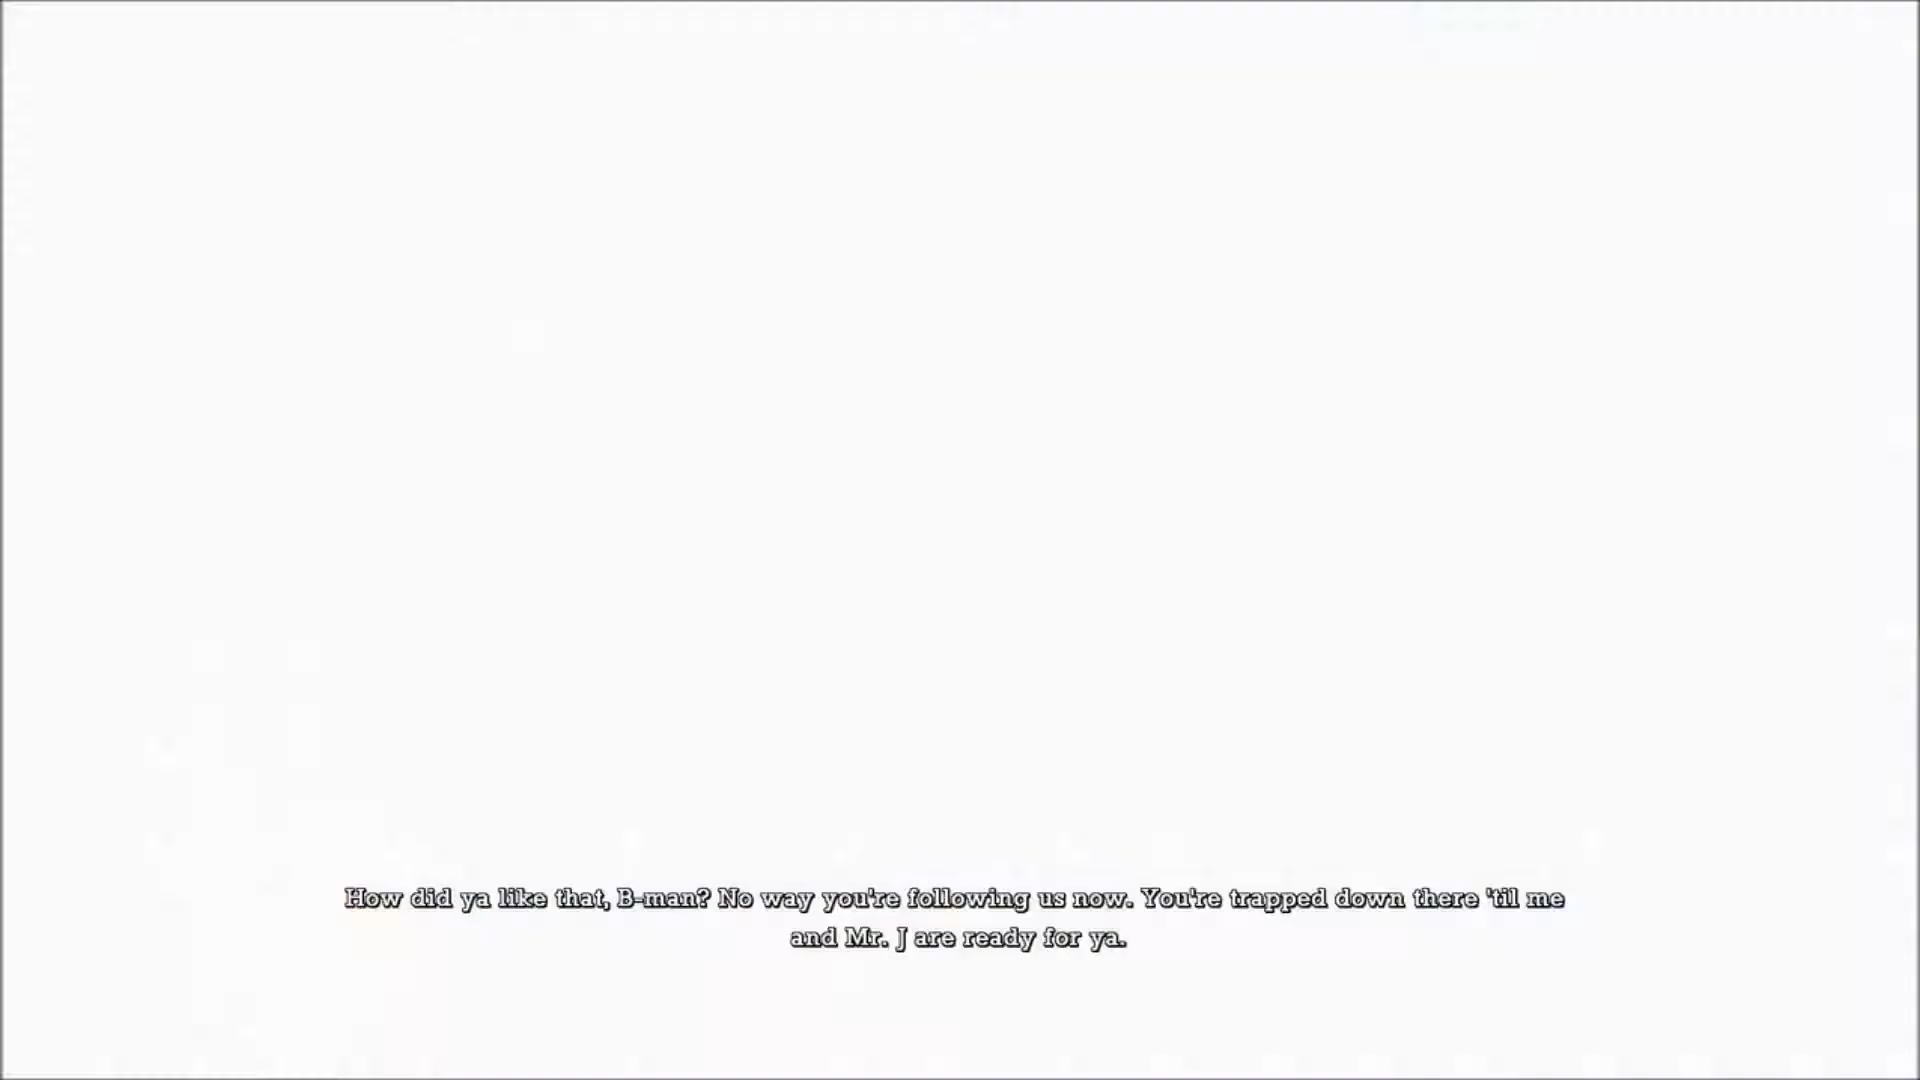 How did ya like that, B-man? No way you're following us now. You're trapped down there 'til me
and Mr. J are ready for ya.